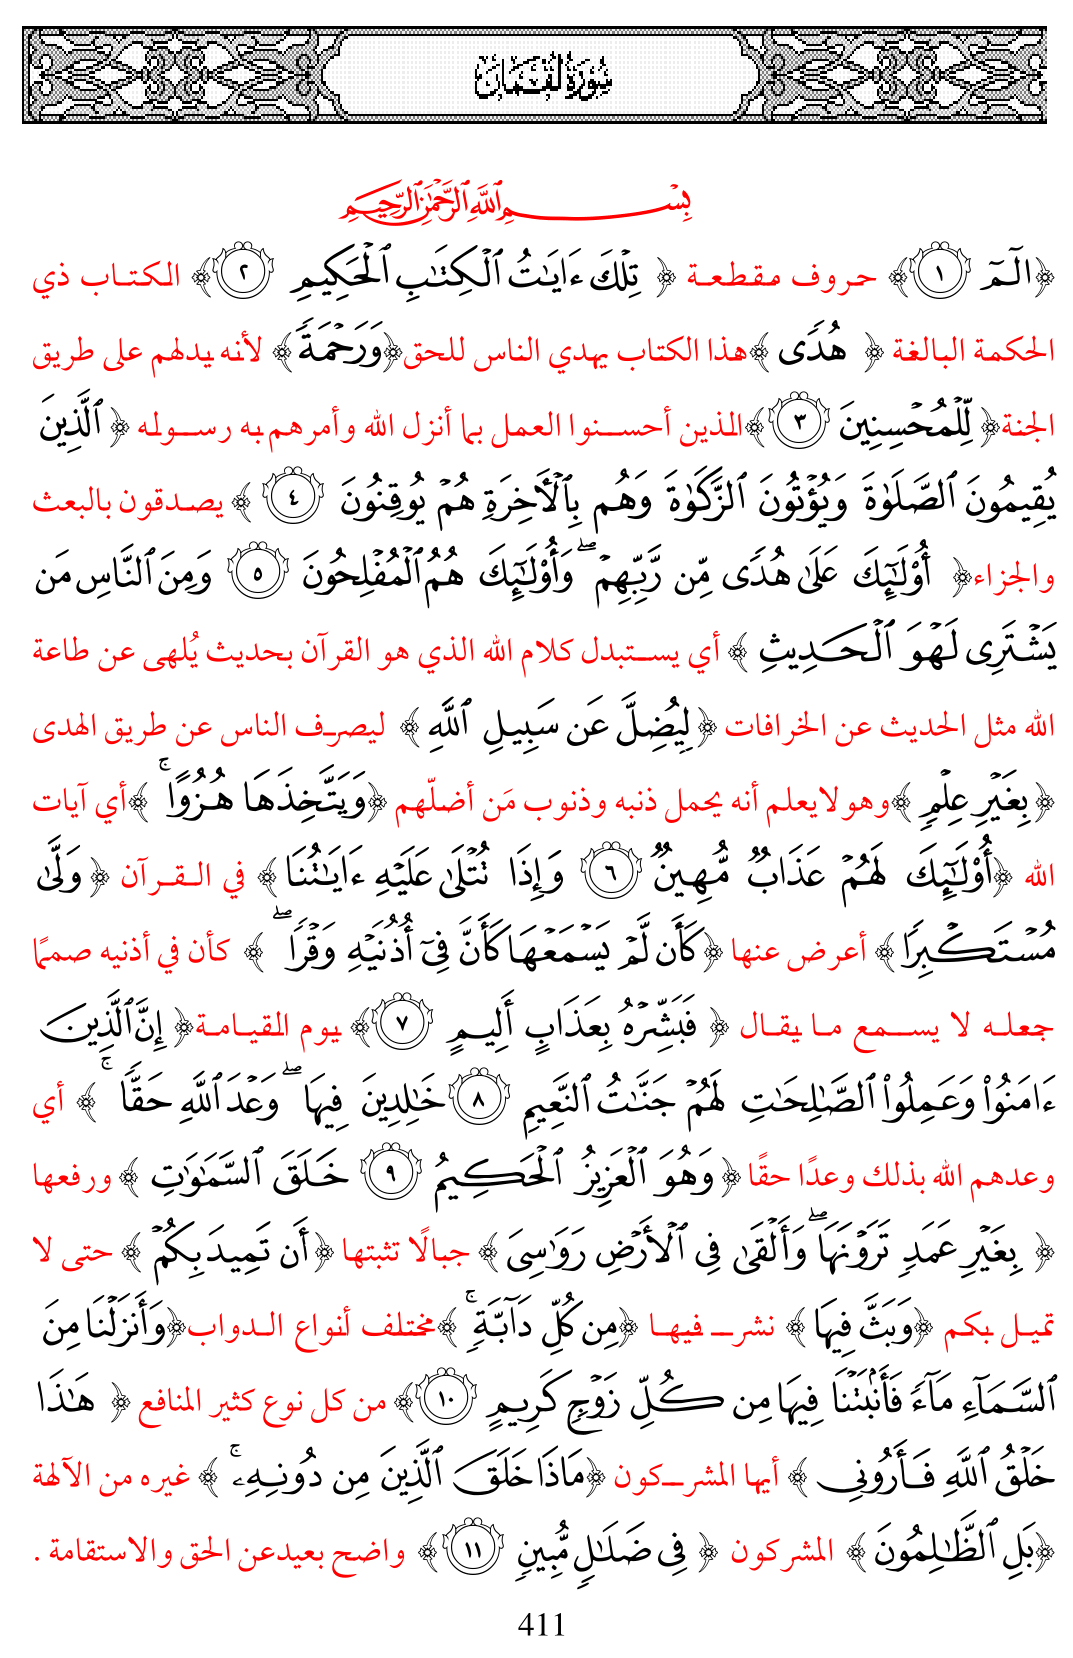 سُورَةُ لُقْمَان
بِسْمِ ٱللَّهِ ٱلرَّحْمَٰنِ ٱلرَّحِيمِ
﴿الٓمٓ ١﴾ حروف مقطعة ﴿ تِلْكَ ءَايَٰتُ ٱلْكِتَٰبِ ٱلْحَكِيمِ ٢﴾ الكتاب ذي
الحكمة البالغة ﴿ هُدًى ﴾هذا الكتاب يهدي الناس للحق﴿وَرَحْمَةً﴾ لأنه يدلهم على طريق
الجنة﴿ لِّلْمُحْسِنِينَ ٣﴾الذين أحسنوا العمل بما أنزل الله وأمرهم به رسوله ﴿ ٱلَّذِينَ
يُقِيمُونَ ٱلصَّلَوٰةَ وَيُؤْتُونَ ٱلزَّكَوٰةَ وَهُم بِٱلْأَخِرَةِ هُمْ يُوقِنُونَ ٤ ﴾ يصدقون بالبعث
والجزاء﴿ أُو۟لَٰٓئِكَ عَلَىٰ هُدًى مِّن رَّبِّهِمْ ۖ وَأُو۟لَٰٓئِكَ هُمُ ٱلْمُفْلِحُونَ ٥ وَمِنَ ٱلنَّاسِ مَن
يَشْتَرِى لَهْوَ ٱلْحَدِيثِ ﴾ أي يستبدل كلام الله الذي هو القرآن بحديث يُلهى عن طاعة
الله مثل الحديث عن الخرافات ﴿لِيُضِلَّ عَن سَبِيلِ ٱللَّهِ ﴾ ليصرف الناس عن طريق الهدى
﴿ بِغَيْرِ عِلْمٍ ﴾وهو لايعلم أنه يحمل ذنبه وذنوب مَن أضلّهم ﴿وَيَتَّخِذَهَا هُزُوًا ۚ ﴾أي آيات
الله ﴿أُو۟لَٰٓئِكَ لَهُمْ عَذَابٌ مُّهِينٌ ٦ وَإِذَا تُتْلَىٰ عَلَيْهِ ءَايَٰتُنَا ﴾ في القرآن ﴿ وَلَّىٰ
مُسْتَكْبِرًا ﴾ أعرض عنها ﴿كَأَن لَّمْ يَسْمَعْهَا كَأَنَّ فِىٓ أُذُنَيْهِ وَقْرًا ۖ ﴾ كأن في أذنيه صممًا
جعله لا يسمع ما يقال ﴿ فَبَشِّرْهُ بِعَذَابٍ أَلِيمٍ ٧ ﴾ يوم القيامة﴿ إِنَّ ٱلَّذِينَ
ءَامَنُوا۟ وَعَمِلُوا۟ ٱلصَّٰلِحَٰتِ لَهُمْ جَنَّٰتُ ٱلنَّعِيمِ ٨ خَٰلِدِينَ فِيهَا ۖ وَعْدَ ٱللَّهِ حَقًّا ۚ ﴾ أي
وعدهم الله بذلك وعدًا حقًا ﴿وَهُوَ ٱلْعَزِيزُ ٱلْحَكِيمُ ٩ خَلَقَ ٱلسَّمَٰوَٰتِ ﴾ ورفعها
﴿ بِغَيْرِ عَمَدٍ تَرَوْنَهَا ۖ وَأَلْقَىٰ فِى ٱلْأَرْضِ رَوَٰسِىَ ﴾ جبالًا تثبتها ﴿أَن تَمِيدَ بِكُمْ ﴾ حتى لا
تميل بكم ﴿وَبَثَّ فِيهَا ﴾ نشر فيها ﴿مِن كُلِّ دَآبَّةٍ ۚ ﴾مختلف أنواع الدواب﴿وَأَنزَلْنَا مِنَ
ٱلسَّمَآءِ مَآءً فَأَنۢبَتْنَا فِيهَا مِن كُلِّ زَوْجٍ كَرِيمٍ ١٠ ﴾ من كل نوع كثير المنافع ﴿ هَٰذَا
خَلْقُ ٱللَّهِ فَأَرُونِى ﴾ أيها المشركون ﴿مَاذَا خَلَقَ ٱلَّذِينَ مِن دُونِهِۦ ۚ ﴾ غيره من الآلهة
﴿بَلِ ٱلظَّٰلِمُونَ ﴾ المشركون ﴿ فِى ضَلَٰلٍ مُّبِينٍ ١١ ﴾ واضح بعيدعن الحق والاستقامة .
411